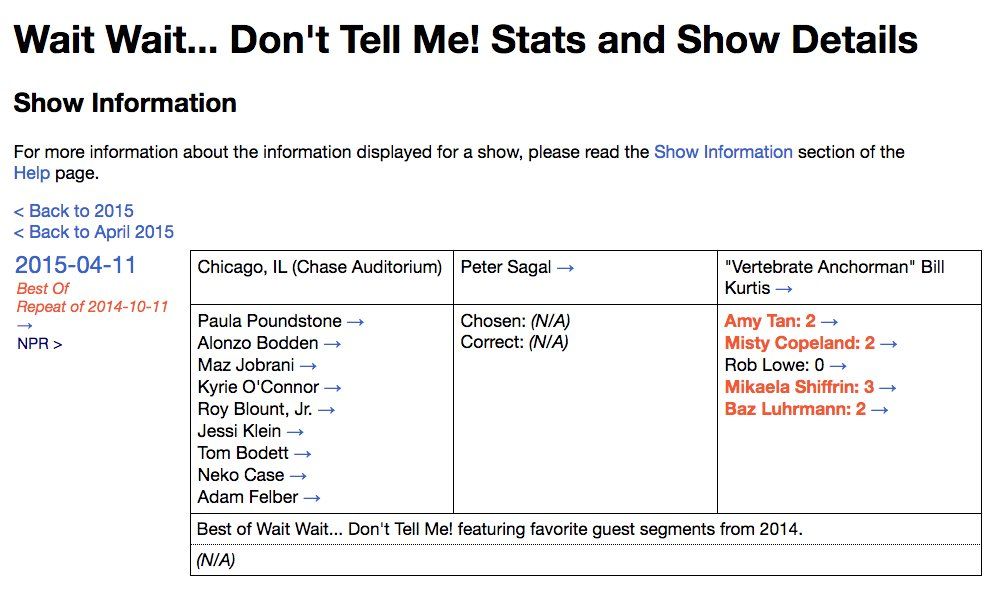 Wait Wait... Don't Tell Me! Stats and Show Details
Show Information
For more information about the information displayed for a show, please read the Show Information section of the
Help page.
< Back to 2015
< Back to April 2015
2015-04-11
Best Of
Repeat of 2014-10-11
→
NPR >
Chicago, IL (Chase Auditorium)
Peter Sagal →
"Vertebrate Anchorman" Bill
Kurtis →
Paula Poundstone →
Alonzo Bodden →
Maz Jobrani →
Kyrie O'Connor →
Roy Blount, Jr. →
Jessi Klein →
Tom Bodett →
Neko Case →
Adam Felber →
Chosen: (N/A)
Correct: (N/A)
Amy Tan: 2 →
Misty Copeland: 2 →
Rob Lowe: 0 →
Mikaela Shiffrin: 3 →
Baz Luhrmann: 2 →
Best of Wait Wait... Don't Tell Me! featuring favorite guest segments from 2014.
(N/A)